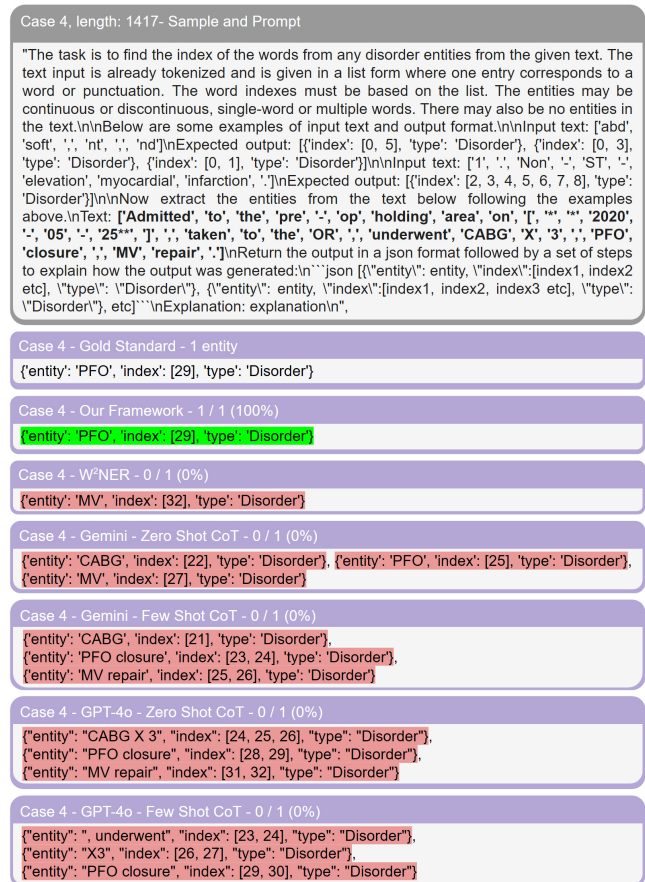 Case 4, length: 1417- Sample and Prompt
"The task is to find the index of the words from any disorder entities from the given text. The
text input is already tokenized and is given in a list form where one entry corresponds to a
word or punctuation. The word indexes must be based on the list. The entities may be
continuous or discontinuous, single-word or multiple words. There may also be no entities in
the text.\n\nBelow are some examples of input text and output format.\n\nInput text: ['abd',
'soft', ',', 'nt', ',', 'nd']\nExpected output: [{'index': [0, 5], 'type': 'Disorder'}, {'index': [0, 3],
'type': 'Disorder'}, {'index': [0, 1], 'type': 'Disorder'}]\n\nInput text: ['1', '.', 'Non', '-', 'ST', '-',
'elevation', 'myocardial', 'infarction', '.']\nExpected output: [{'index': [2, 3, 4, 5, 6, 7, 8], 'type':
'Disorder'}]\n\nNow extract the entities from the text below following the examples
above.\nText: ['Admitted', 'to', 'the', 'pre', '-', 'op', 'holding', 'area', 'on', '[', '*', '*', '2020',
'-', '05', '-', '25**', ']', ',', 'taken', 'to', 'the', 'OR', ',', 'underwent', 'CABG', 'X', '3', ',', 'PFO',
'closure', ',', 'MV', 'repair', '.']\nReturn the output in a json format followed by a set of steps
to explain how the output was generated:\n```json [{\"entity\": entity, \"index\":[index1, index2
etc], \"type\": \"Disorder\"}, {\"entity\": entity, \"index\":[index1, index2, index3 etc], \"type\":
\"Disorder\"}, etc]```\nExplanation: explanation\n",
Case 4 - Gold Standard - 1 entity
{'entity': 'PFO', 'index': [29], 'type': 'Disorder'}
Case 4 - Our Framework - 1 / 1 (100%)
{'entity': 'PFO', 'index': [29], 'type': 'Disorder'}
Case 4 - W²NER - 0 / 1 (0%)
{'entity': 'MV', 'index': [32], 'type': 'Disorder'}
Case 4 - Gemini - Zero Shot CoT - 0 / 1 (0%)
{'entity': 'CABG', 'index': [22], 'type': 'Disorder'}, {'entity': 'PFO', 'index': [25], 'type': 'Disorder'},
{'entity': 'MV', 'index': [27], 'type': 'Disorder'}
Case 4 - Gemini - Few Shot CoT - 0 / 1 (0%)
{'entity': 'CABG', 'index': [21], 'type': 'Disorder'},
{'entity': 'PFO closure', 'index': [23, 24], 'type': 'Disorder'},
{'entity': 'MV repair', 'index': [25, 26], 'type': 'Disorder'}
Case 4 - GPT-4o - Zero Shot CoT - 0 / 1 (0%)
{"entity": "CABG X 3", "index": [24, 25, 26], "type": "Disorder"},
{"entity": "PFO closure", "index": [28, 29], "type": "Disorder"},
{"entity": "MV repair", "index": [31, 32], "type": "Disorder"}
Case 4 - GPT-4o - Few Shot CoT - 0 / 1 (0%)
{"entity": ", underwent", "index": [23, 24], "type": "Disorder"},
{"entity": "X3", "index": [26, 27], "type": "Disorder"},
{"entity": "PFO closure", "index": [29, 30], "type": "Disorder"}